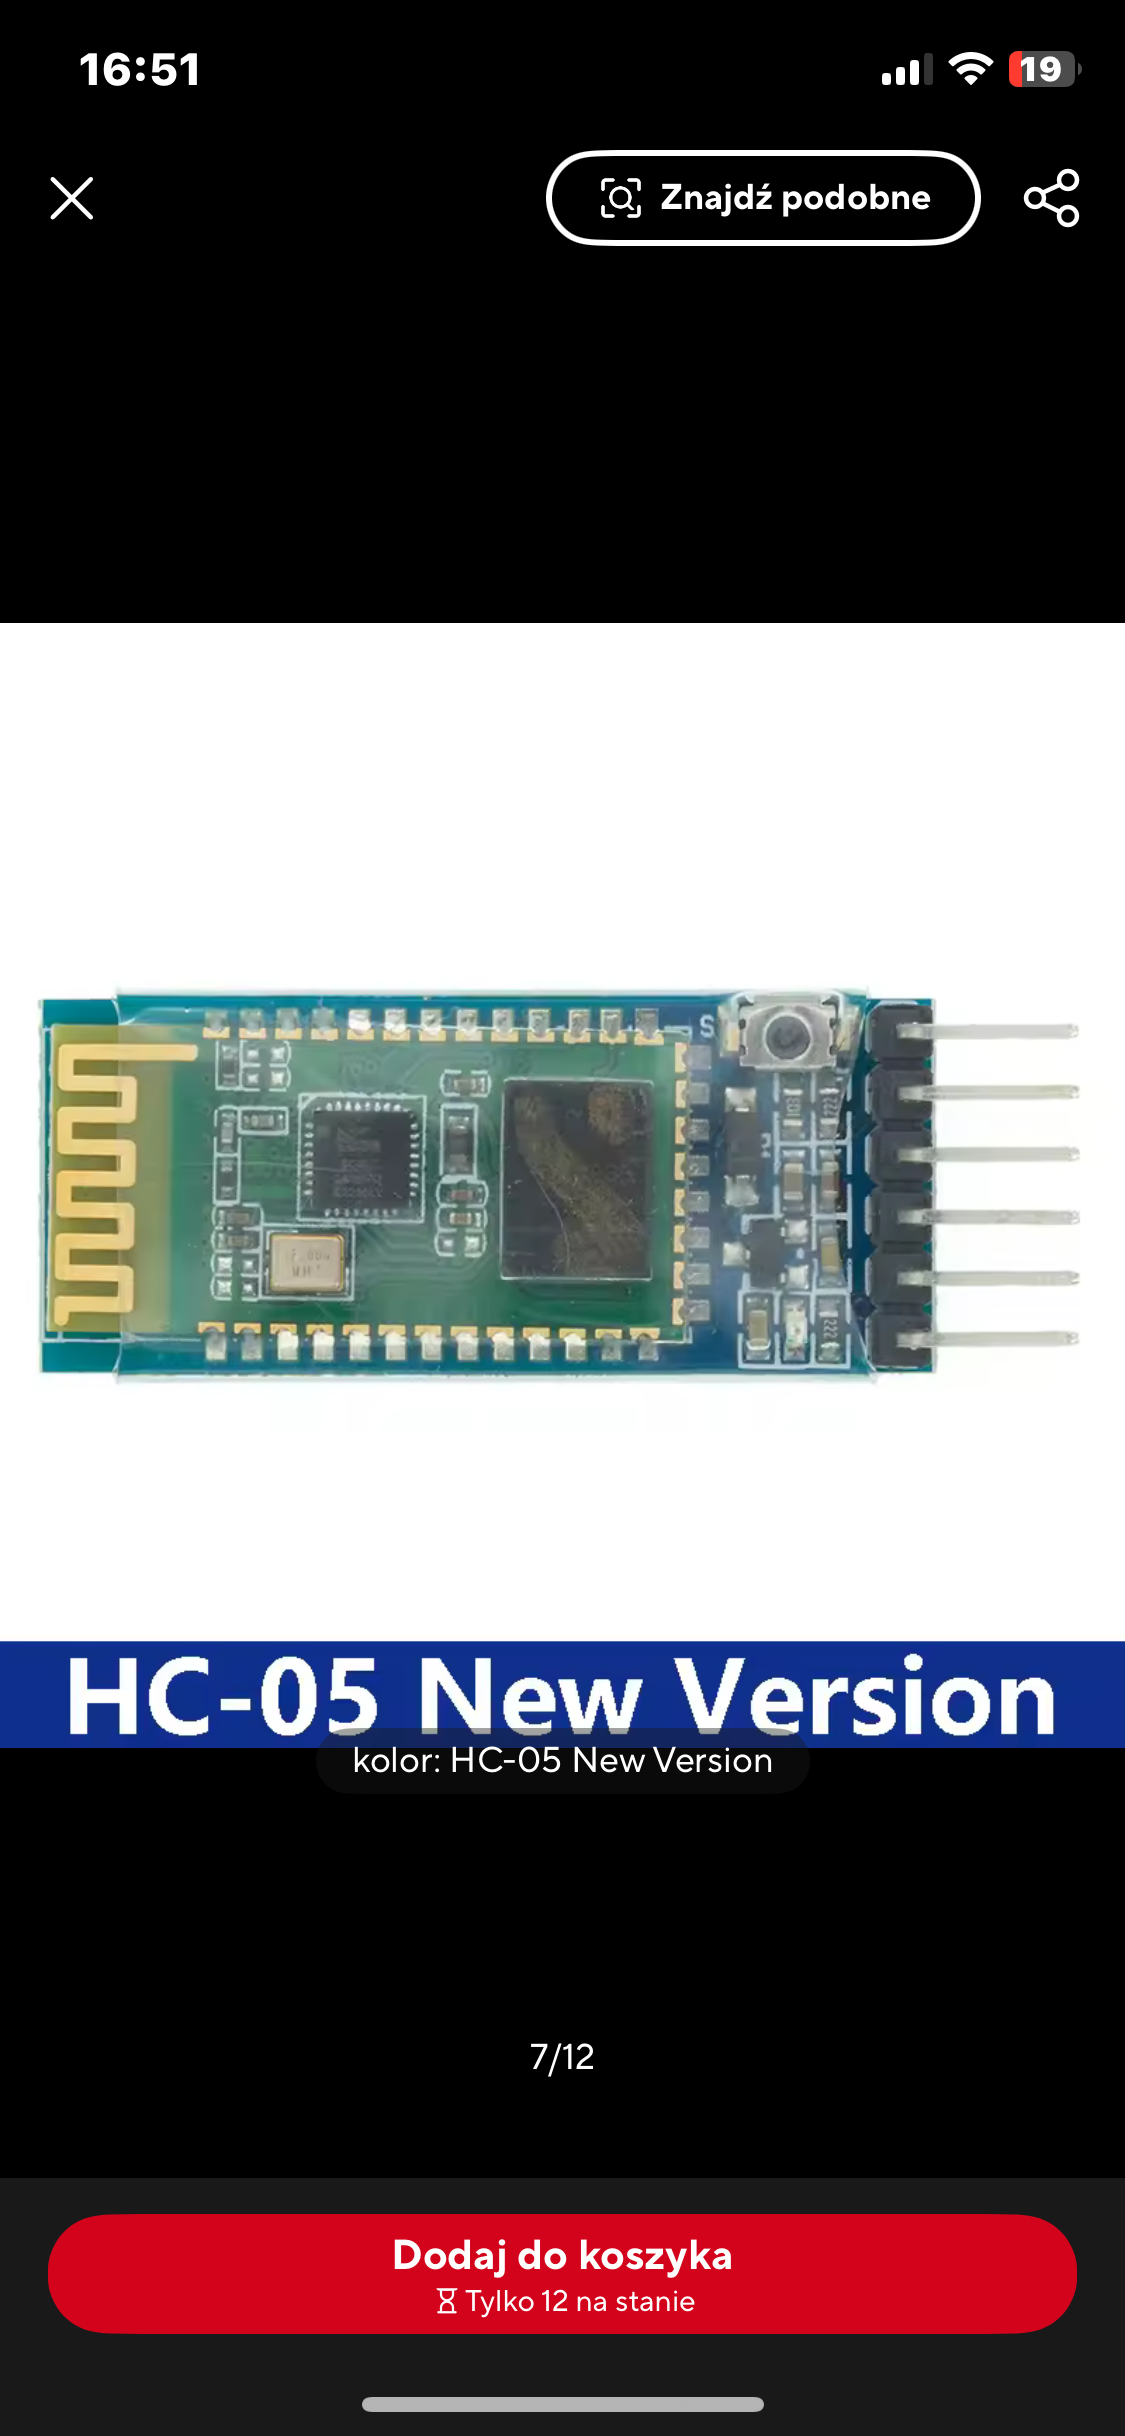 16:51
19
Znajdź podobne
HC-05 New Version
kolor: HC-05 New Version
7/12
Dodaj do koszyka
Tylko 12 na stanie